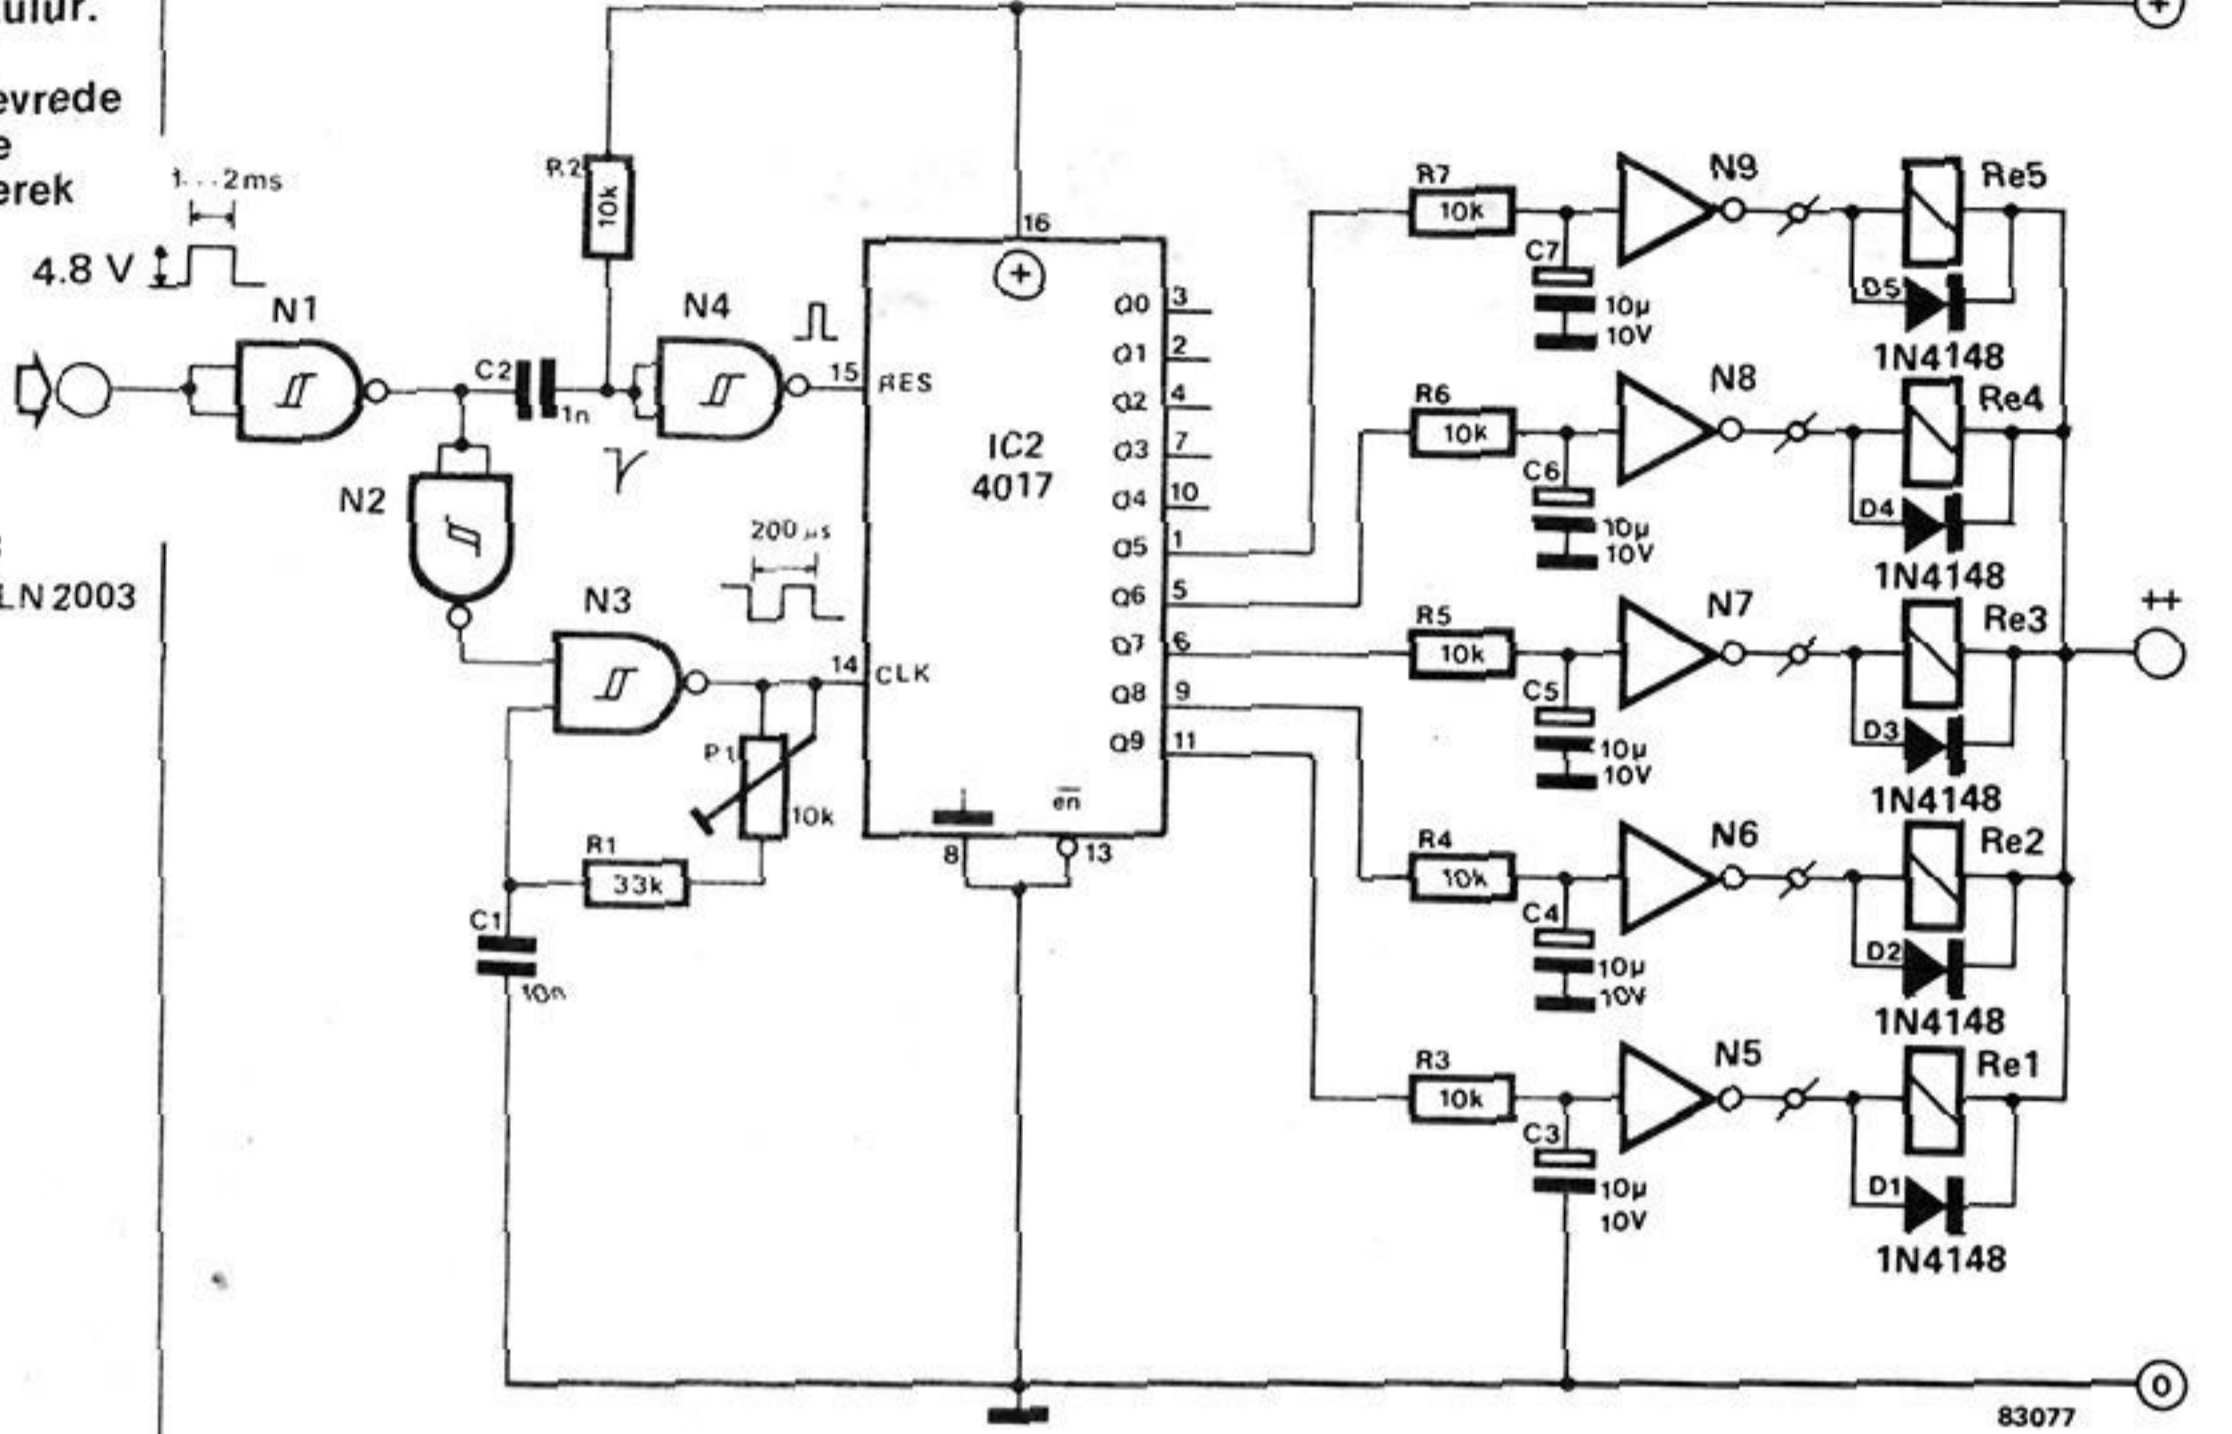 evrede
e
erek
LN 2003
1...2ms
4.8 V
N1
N2
N3
N4
C2
1n
R2
10k
200 µs
P1
10k
R1
33k
C1
10n
16
+
15 RES
14 CLK
IC2
4017
Q0 3
Q1 2
Q2 4
Q3 7
Q4 10
Q5 1
Q6 5
Q7 6
Q8 9
Q9 11
en
8
13
R7
10k
C7
10µ
10V
N9
Re5
D5
1N4148
R6
10k
C6
10µ
10V
N8
Re4
D4
1N4148
R5
10k
C5
10µ
10V
N7
Re3
D3
1N4148
R4
10k
C4
10µ
10V
N6
Re2
D2
1N4148
R3
10k
C3
10µ
10V
N5
Re1
D1
1N4148
+
++
0
83077